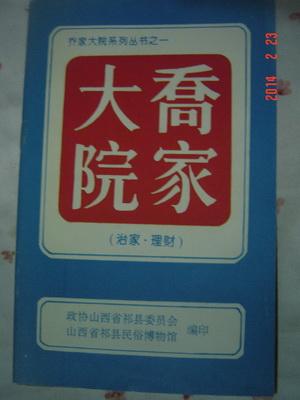 乔家大院系列丛书之一
喬家
大院
(治家·理财)
政协山西省祁县委员会
山西省祁县民俗博物馆
编印
2014 2 23